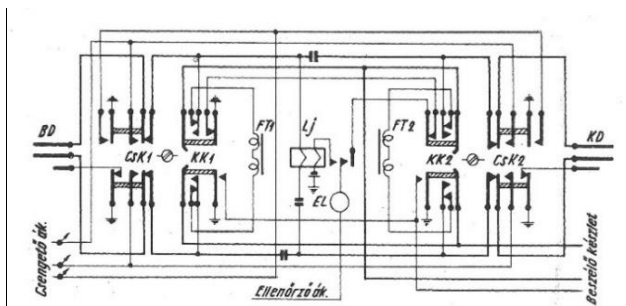 BD
CsK1
KK1
FT1
Lj
EL
FT2
KK2
CsK2
KD
Csengető ák.
Ellenőrző ák.
Beszélő készlet